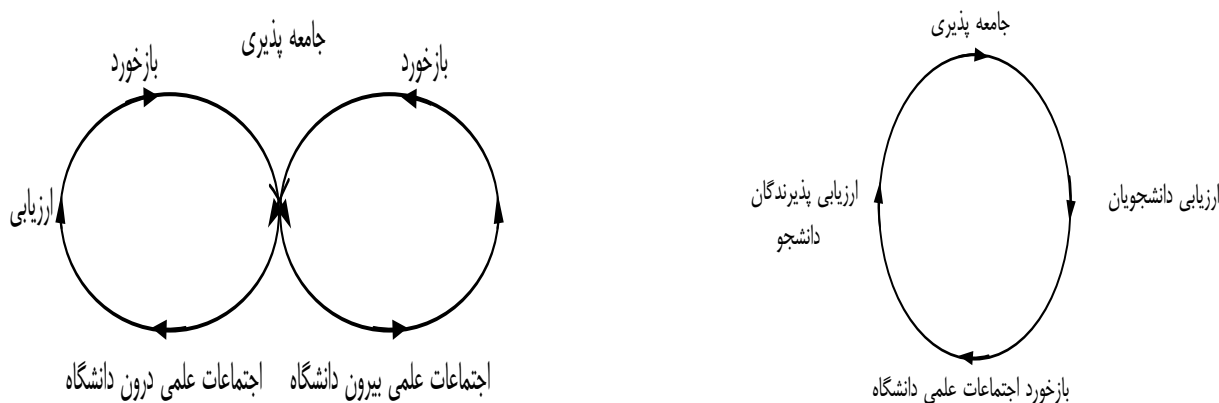 جامعه پذیری
بازخورد
بازخورد
ارزیابی
اجتماعات علمی بیرون دانشگاه
اجتماعات علمی درون دانشگاه
جامعه پذیری
ارزیابی دانشجویان
ارزیابی پذیرندگان
دانشجو
بازخورد اجتماعات علمی دانشگاه